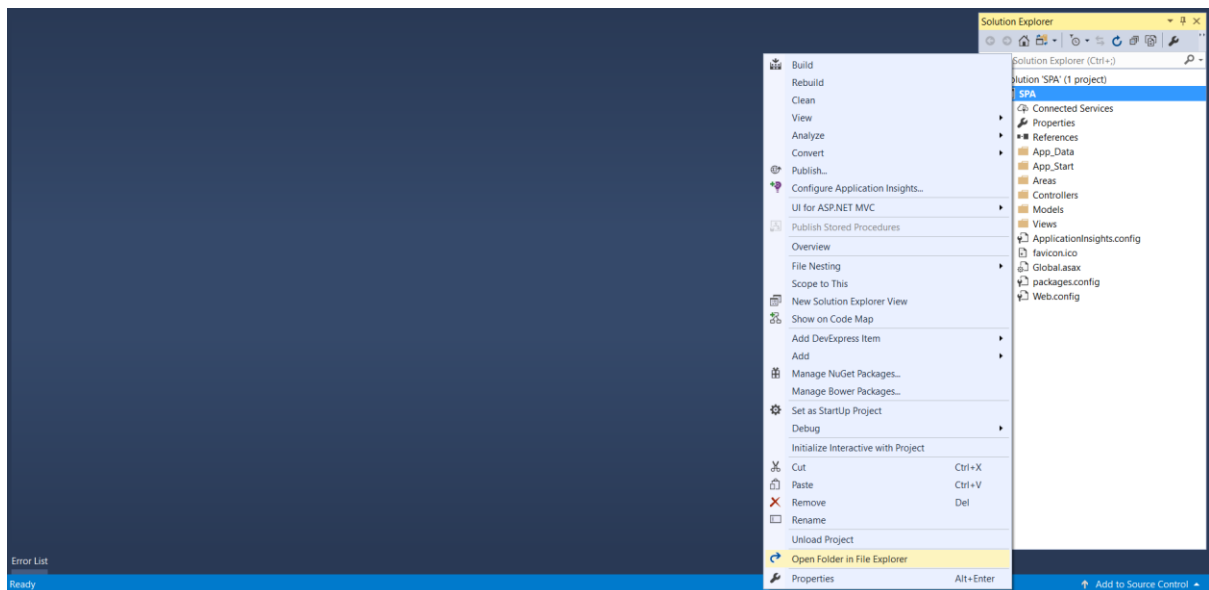 Solution Explorer
Solution Explorer (Ctrl+;)
olution 'SPA' (1 project)
SPA
Connected Services
Properties
References
App_Data
App_Start
Areas
Controllers
Models
Views
ApplicationInsights.config
favicon.ico
Global.asax
packages.config
Web.config
Build
Rebuild
Clean
View
Analyze
Convert
Publish...
Configure Application Insights...
UI for ASP.NET MVC
Publish Stored Procedures
Overview
File Nesting
Scope to This
New Solution Explorer View
Show on Code Map
Add DevExpress Item
Add
Manage NuGet Packages...
Manage Bower Packages...
Set as StartUp Project
Debug
Initialize Interactive with Project
Cut Ctrl+X
Paste Ctrl+V
Remove Del
Rename
Unload Project
Open Folder in File Explorer
Properties Alt+Enter
Error List
Ready
Add to Source Control